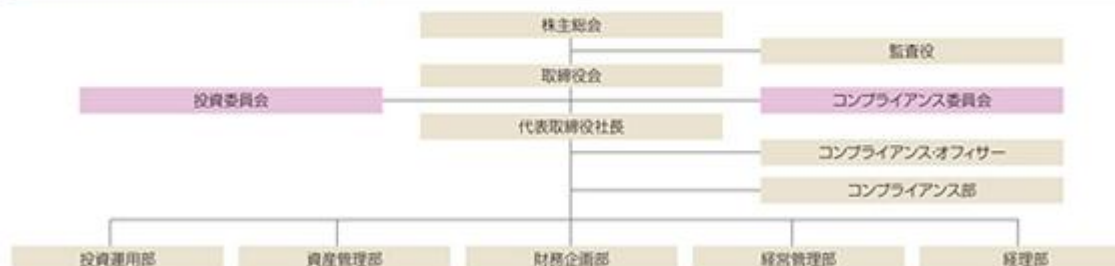 株主総会
監査役
取締役会
投資委員会
コンプライアンス委員会
代表取締役社長
コンプライアンス・オフィサー
コンプライアンス部
投資運用部
資産管理部
財務企画部
経営管理部
経理部